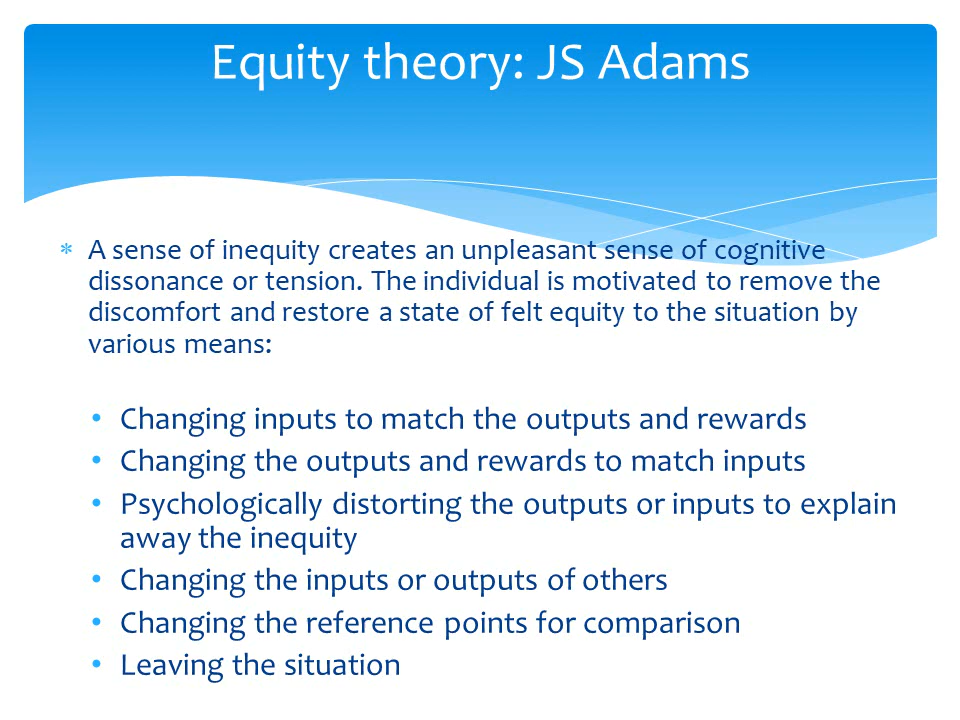 Equity theory: JS Adams
* A sense of inequity creates an unpleasant sense of cognitive
dissonance or tension. The individual is motivated to remove the
discomfort and restore a state of felt equity to the situation by
various means:
• Changing inputs to match the outputs and rewards
• Changing the outputs and rewards to match inputs
• Psychologically distorting the outputs or inputs to explain
away the inequity
• Changing the inputs or outputs of others
• Changing the reference points for comparison
• Leaving the situation